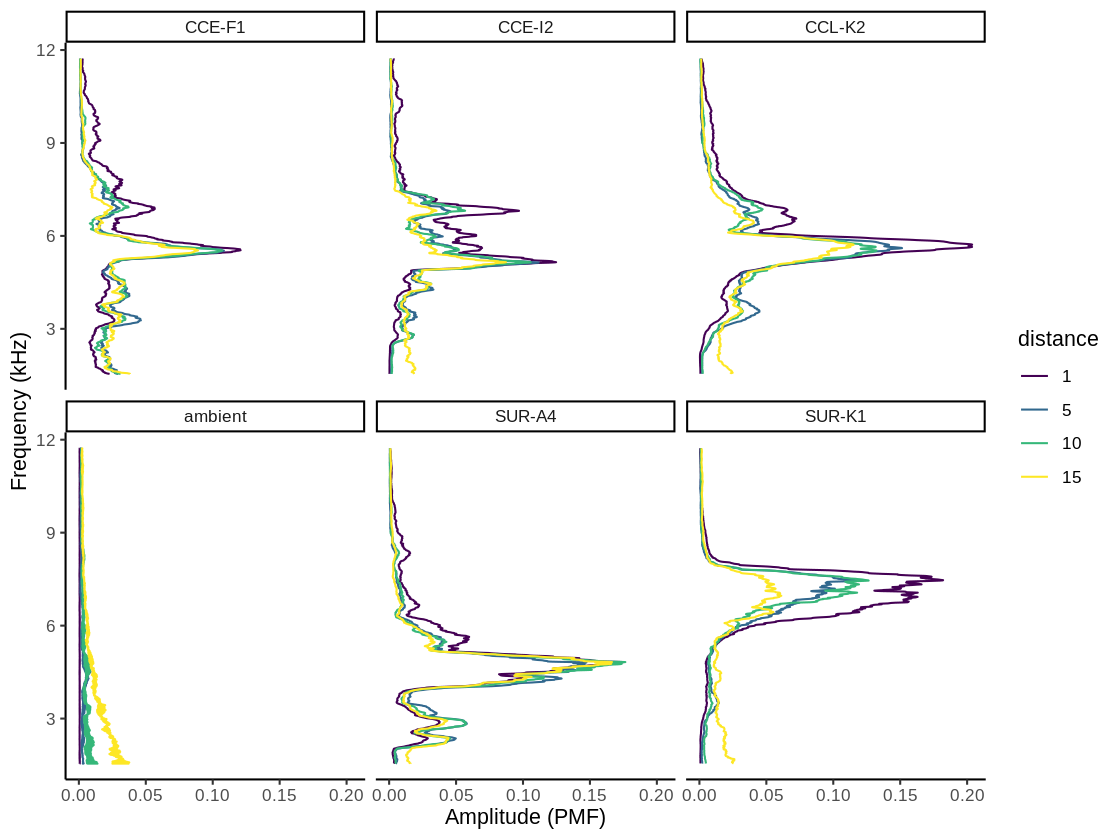 CCE-F1 CCE-I2 CCL-K2
12
9
6
3
ambient SUR-A4 SUR-K1
12
9
6
3
0.00 0.05 0.10 0.15 0.20 0.00 0.05 0.10 0.15 0.20 0.00 0.05 0.10 0.15 0.20
Amplitude (PMF)
Frequency (kHz)
distance
1
5
10
15